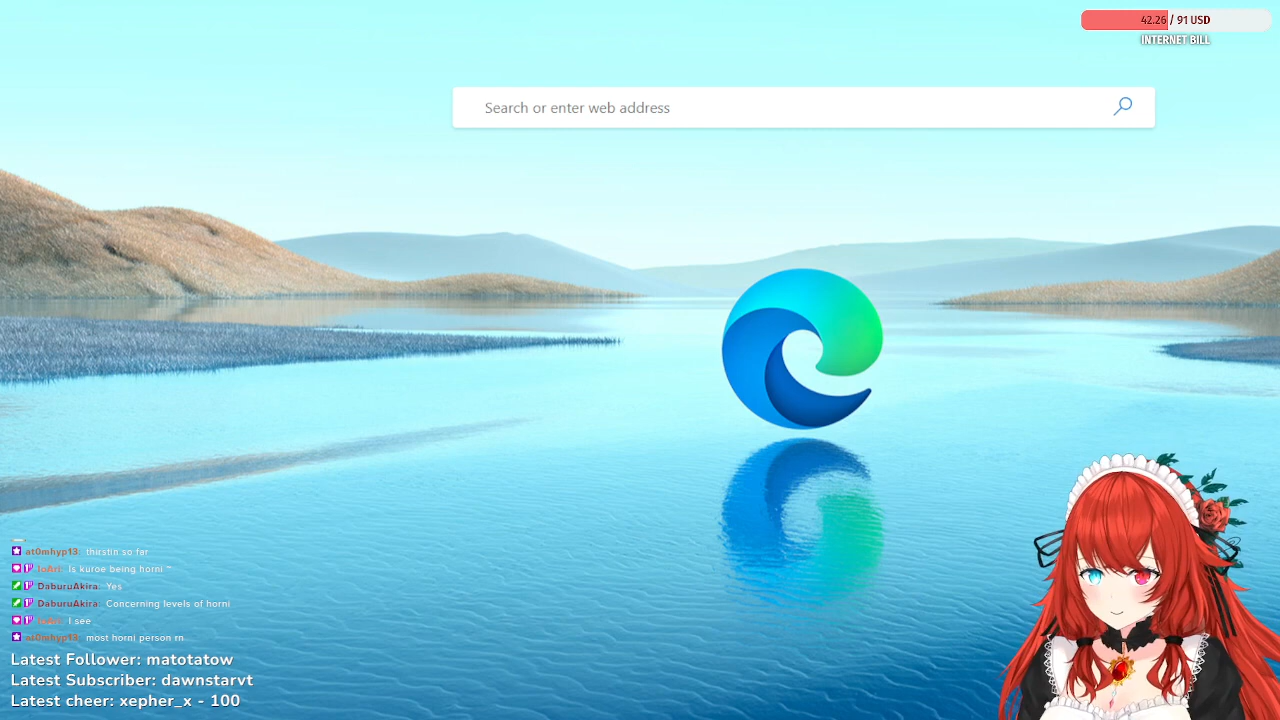 42.26 / 91 USD
INTERNET BILL
Search or enter web address
at0mhyp13: thirstin so far
IoAri: Is kuroe being horni ~
DaburuAkira: Yes
DaburuAkira: Concerning levels of horni
IoAri: I see
at0mhyp13: most horni person rn
Latest Follower: matotatow
Latest Subscriber: dawnstarvt
Latest cheer: xepher_x - 100